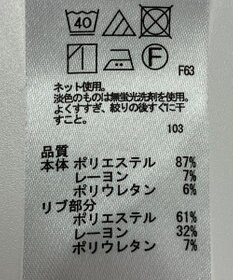 40
F
F63
ネット使用。
淡色のものは無蛍光洗剤を使用。
よくすすぎ、絞りの後すぐに干
すこと。
103
品質
本体 ポリエステル 87%
レーヨン 7%
ポリウレタン 6%
リブ部分
ポリエステル 61%
レーヨン 32%
ポリウレタン 7%